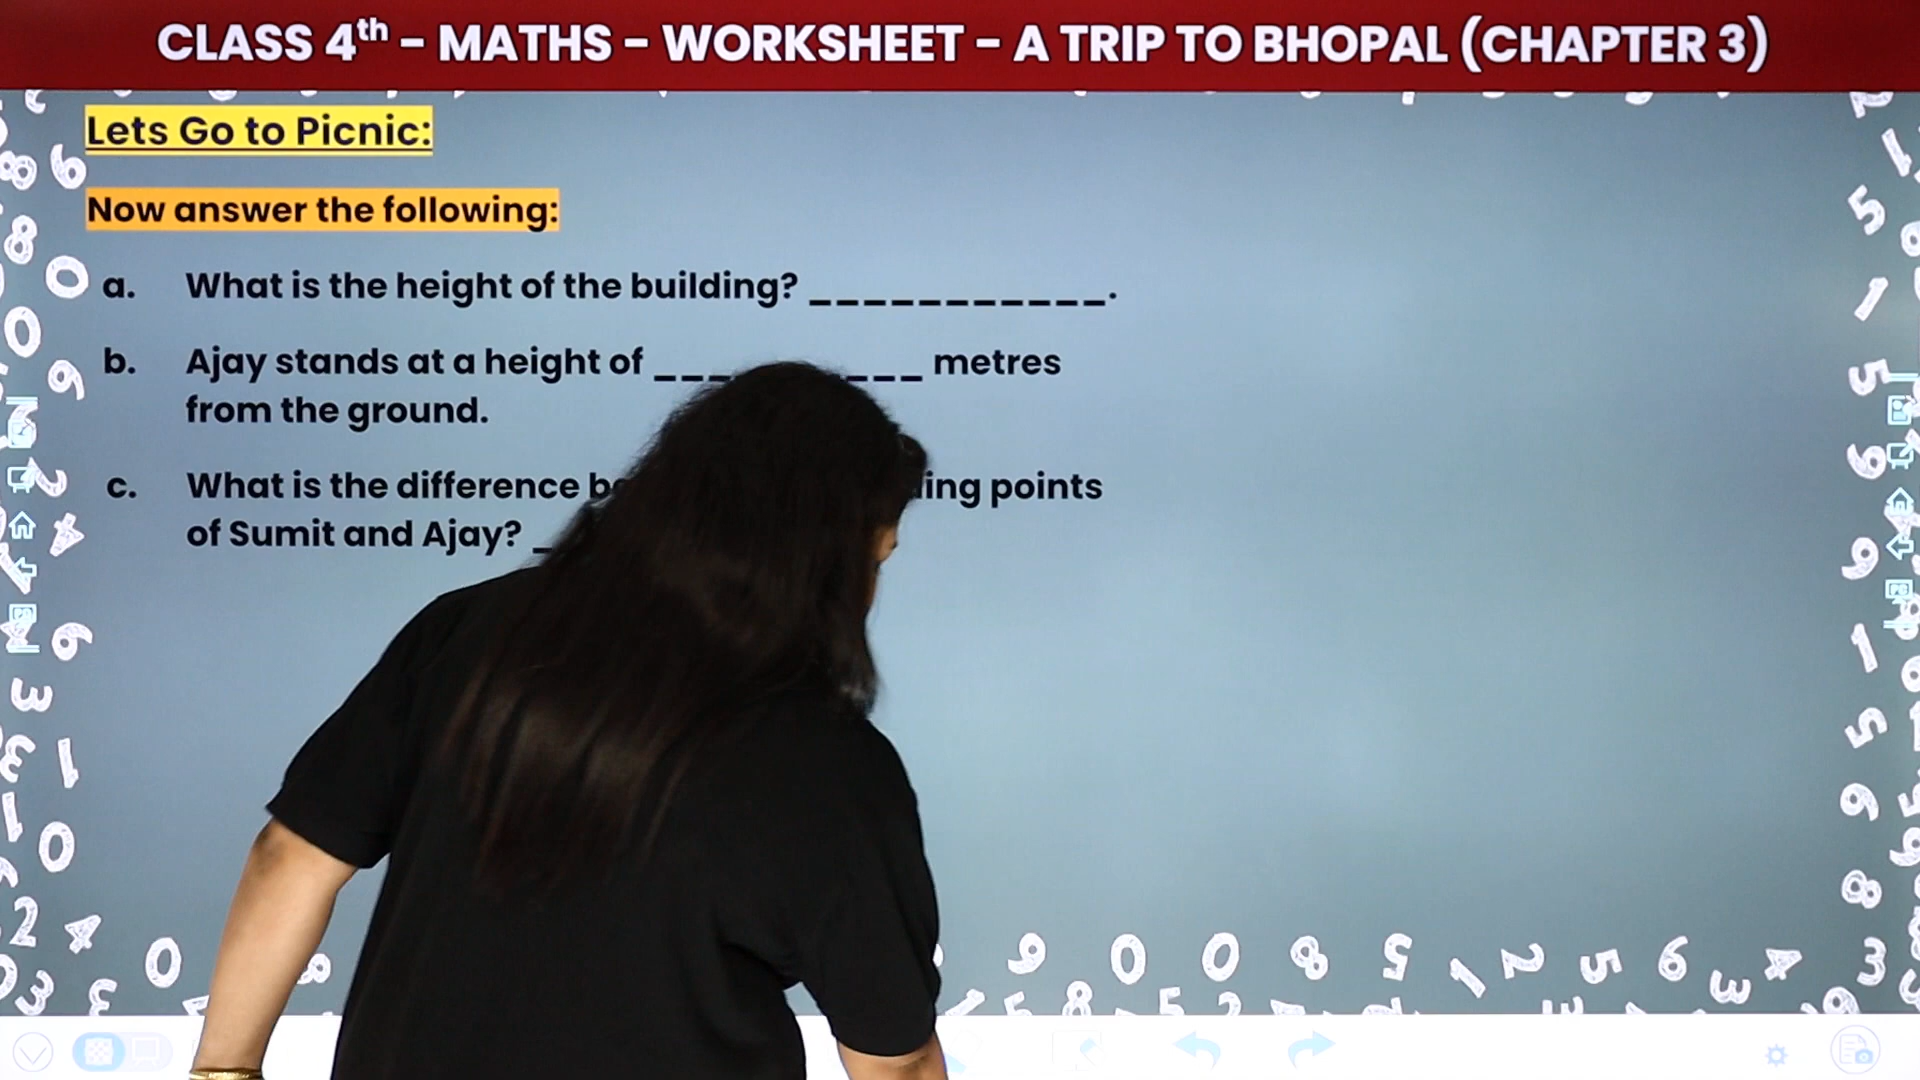 CLASS 4th - MATHS - WORKSHEET - A TRIP TO BHOPAL (CHAPTER 3)
Lets Go to Picnic:
Now answer the following:
a. What is the height of the building? ___________.
b. Ajay stands at a height of ___ ___ metres
from the ground.
c. What is the difference points
of Sumit and Ajay? _